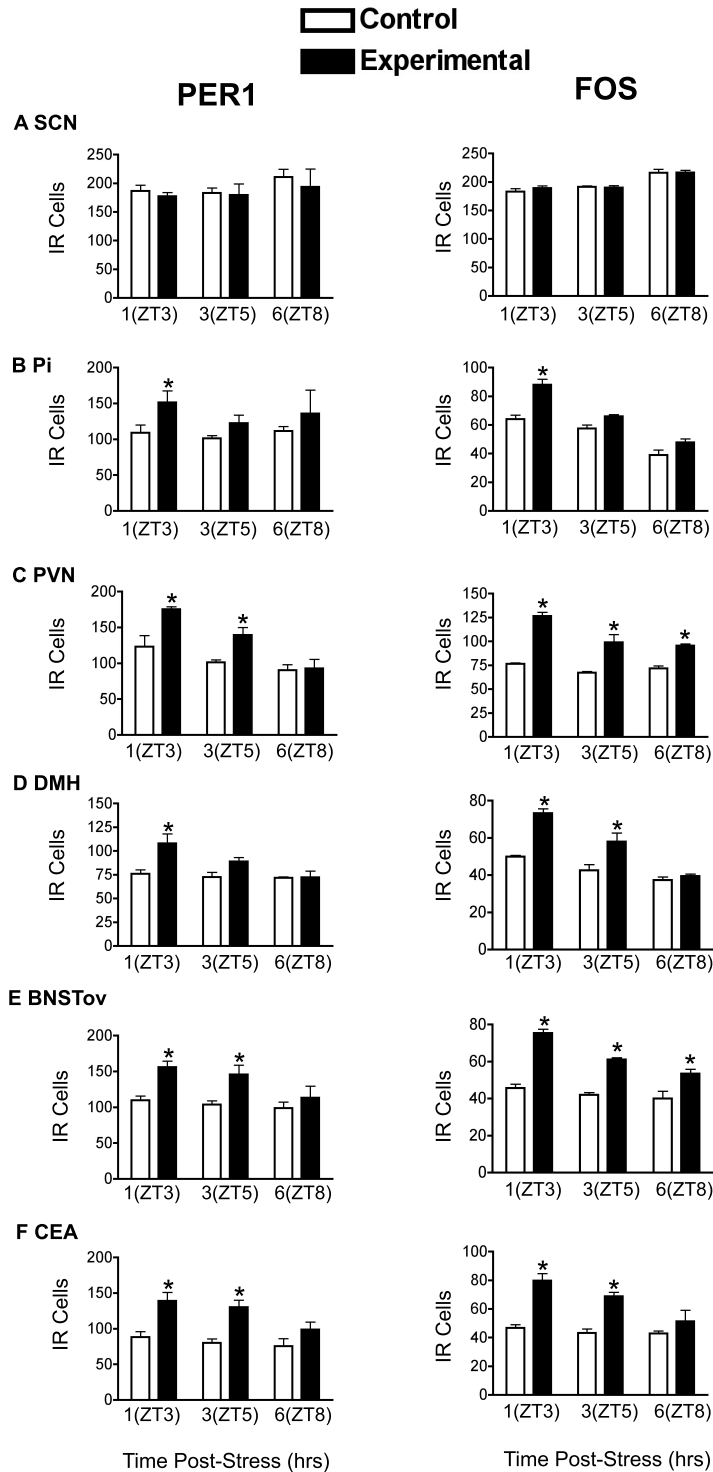 Control
Experimental
PER1
FOS
A SCN
IR Cells
250
200
150
100
50
0
1(ZT3) 3(ZT5) 6(ZT8)
IR Cells
250
200
150
100
50
0
1(ZT3) 3(ZT5) 6(ZT8)
B Pi
IR Cells
200
150
100
50
0
*
1(ZT3) 3(ZT5) 6(ZT8)
IR Cells
100
80
60
40
20
0
*
1(ZT3) 3(ZT5) 6(ZT8)
C PVN
IR Cells
200
150
100
50
0
* *
1(ZT3) 3(ZT5) 6(ZT8)
IR Cells
150
125
100
75
50
25
0
* * *
1(ZT3) 3(ZT5) 6(ZT8)
D DMH
IR Cells
150
125
100
75
50
25
0
*
1(ZT3) 3(ZT5) 6(ZT8)
IR Cells
80
60
40
20
0
* *
1(ZT3) 3(ZT5) 6(ZT8)
E BNSTov
IR Cells
200
150
100
50
0
* *
1(ZT3) 3(ZT5) 6(ZT8)
IR Cells
80
60
40
20
0
* * *
1(ZT3) 3(ZT5) 6(ZT8)
F CEA
IR Cells
200
150
100
50
0
* *
1(ZT3) 3(ZT5) 6(ZT8)
Time Post-Stress (hrs)
IR Cells
100
80
60
40
20
0
* *
1(ZT3) 3(ZT5) 6(ZT8)
Time Post-Stress (hrs)